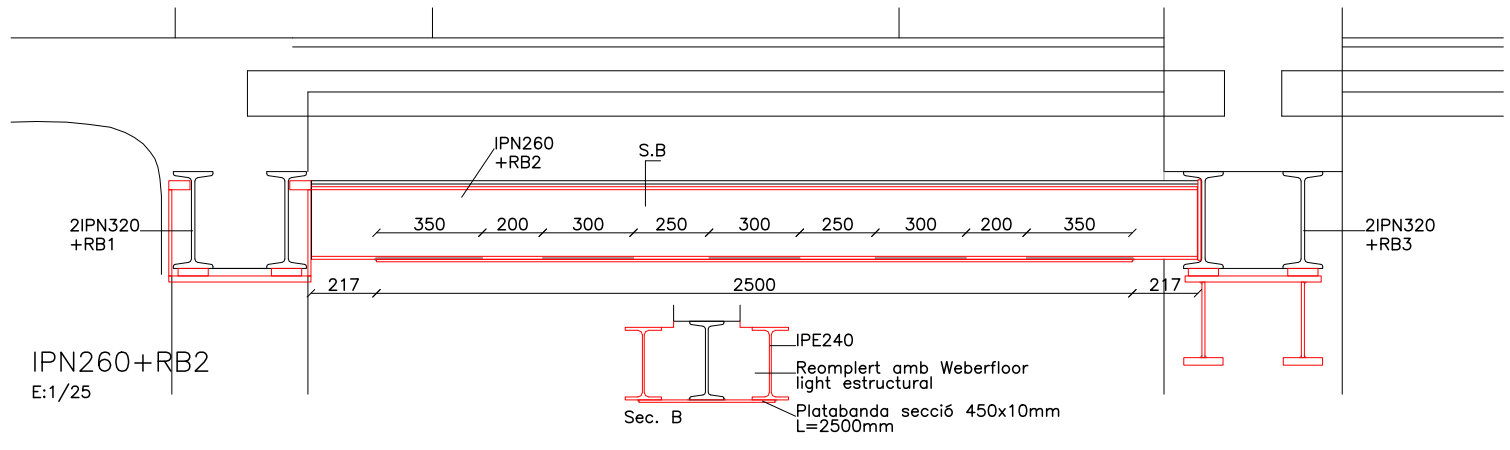 IPN260
+RB2
S.B
2IPN320
+RB1
350
200
300
250
300
250
300
200
350
2IPN320
+RB3
217
2500
217
IPE240
IPN260+RB2
E:1/25
Reomplert amb Weberfloor
light estructural
Sec. B
Platabanda secció 450x10mm
L=2500mm